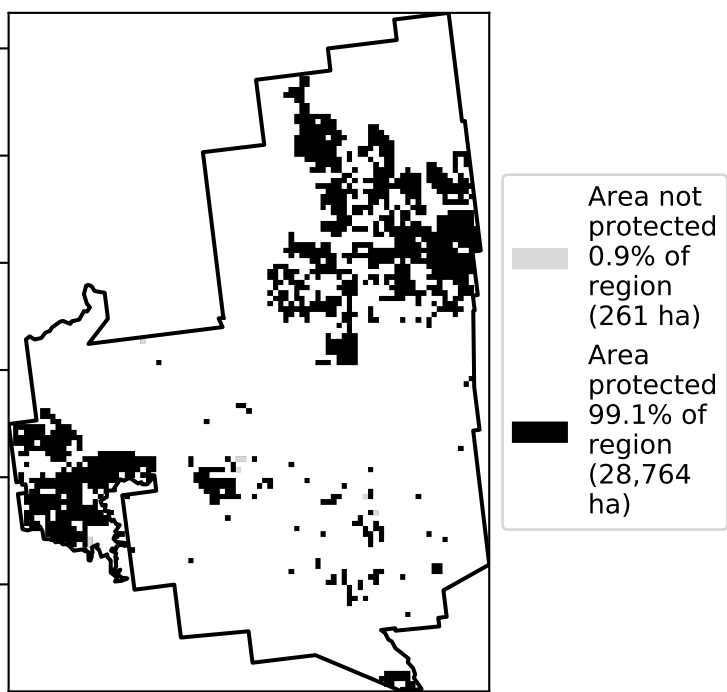 Area not
protected
0.9% of
region
(261 ha)
Area
protected
99.1% of
region
(28,764
ha)